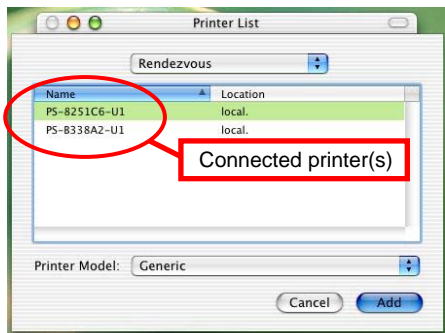 Printer List
Rendezvous
Name Location
PS-8251C6-U1 local.
PS-B338A2-U1 local.
Connected printer(s)
Printer Model: Generic
Cancel Add